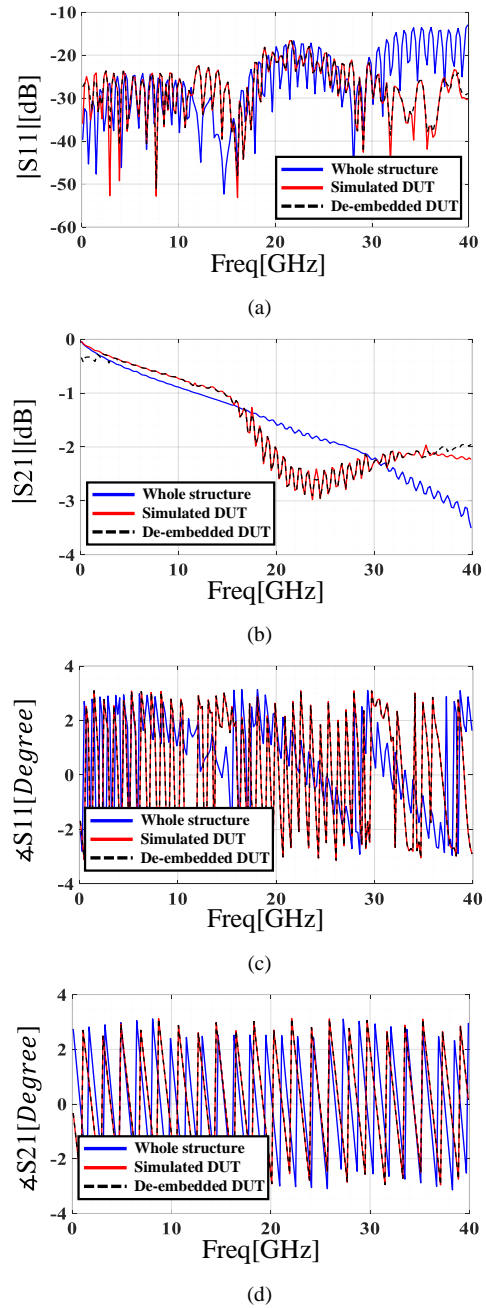 -10
-20
-30
-40
-50
-60
|S11|[dB]
Whole structure
Simulated DUT
De-embedded DUT
0 10 20 30 40
Freq[GHz]
(a)
0
-1
-2
-3
-4
|S21|[dB]
Whole structure
Simulated DUT
De-embedded DUT
0 10 20 30 40
Freq[GHz]
(b)
4
2
0
-2
-4
∡S11[Degree]
Whole structure
Simulated DUT
De-embedded DUT
0 10 20 30 40
Freq[GHz]
(c)
4
2
0
-2
-4
∡S21[Degree]
Whole structure
Simulated DUT
De-embedded DUT
0 10 20 30 40
Freq[GHz]
(d)